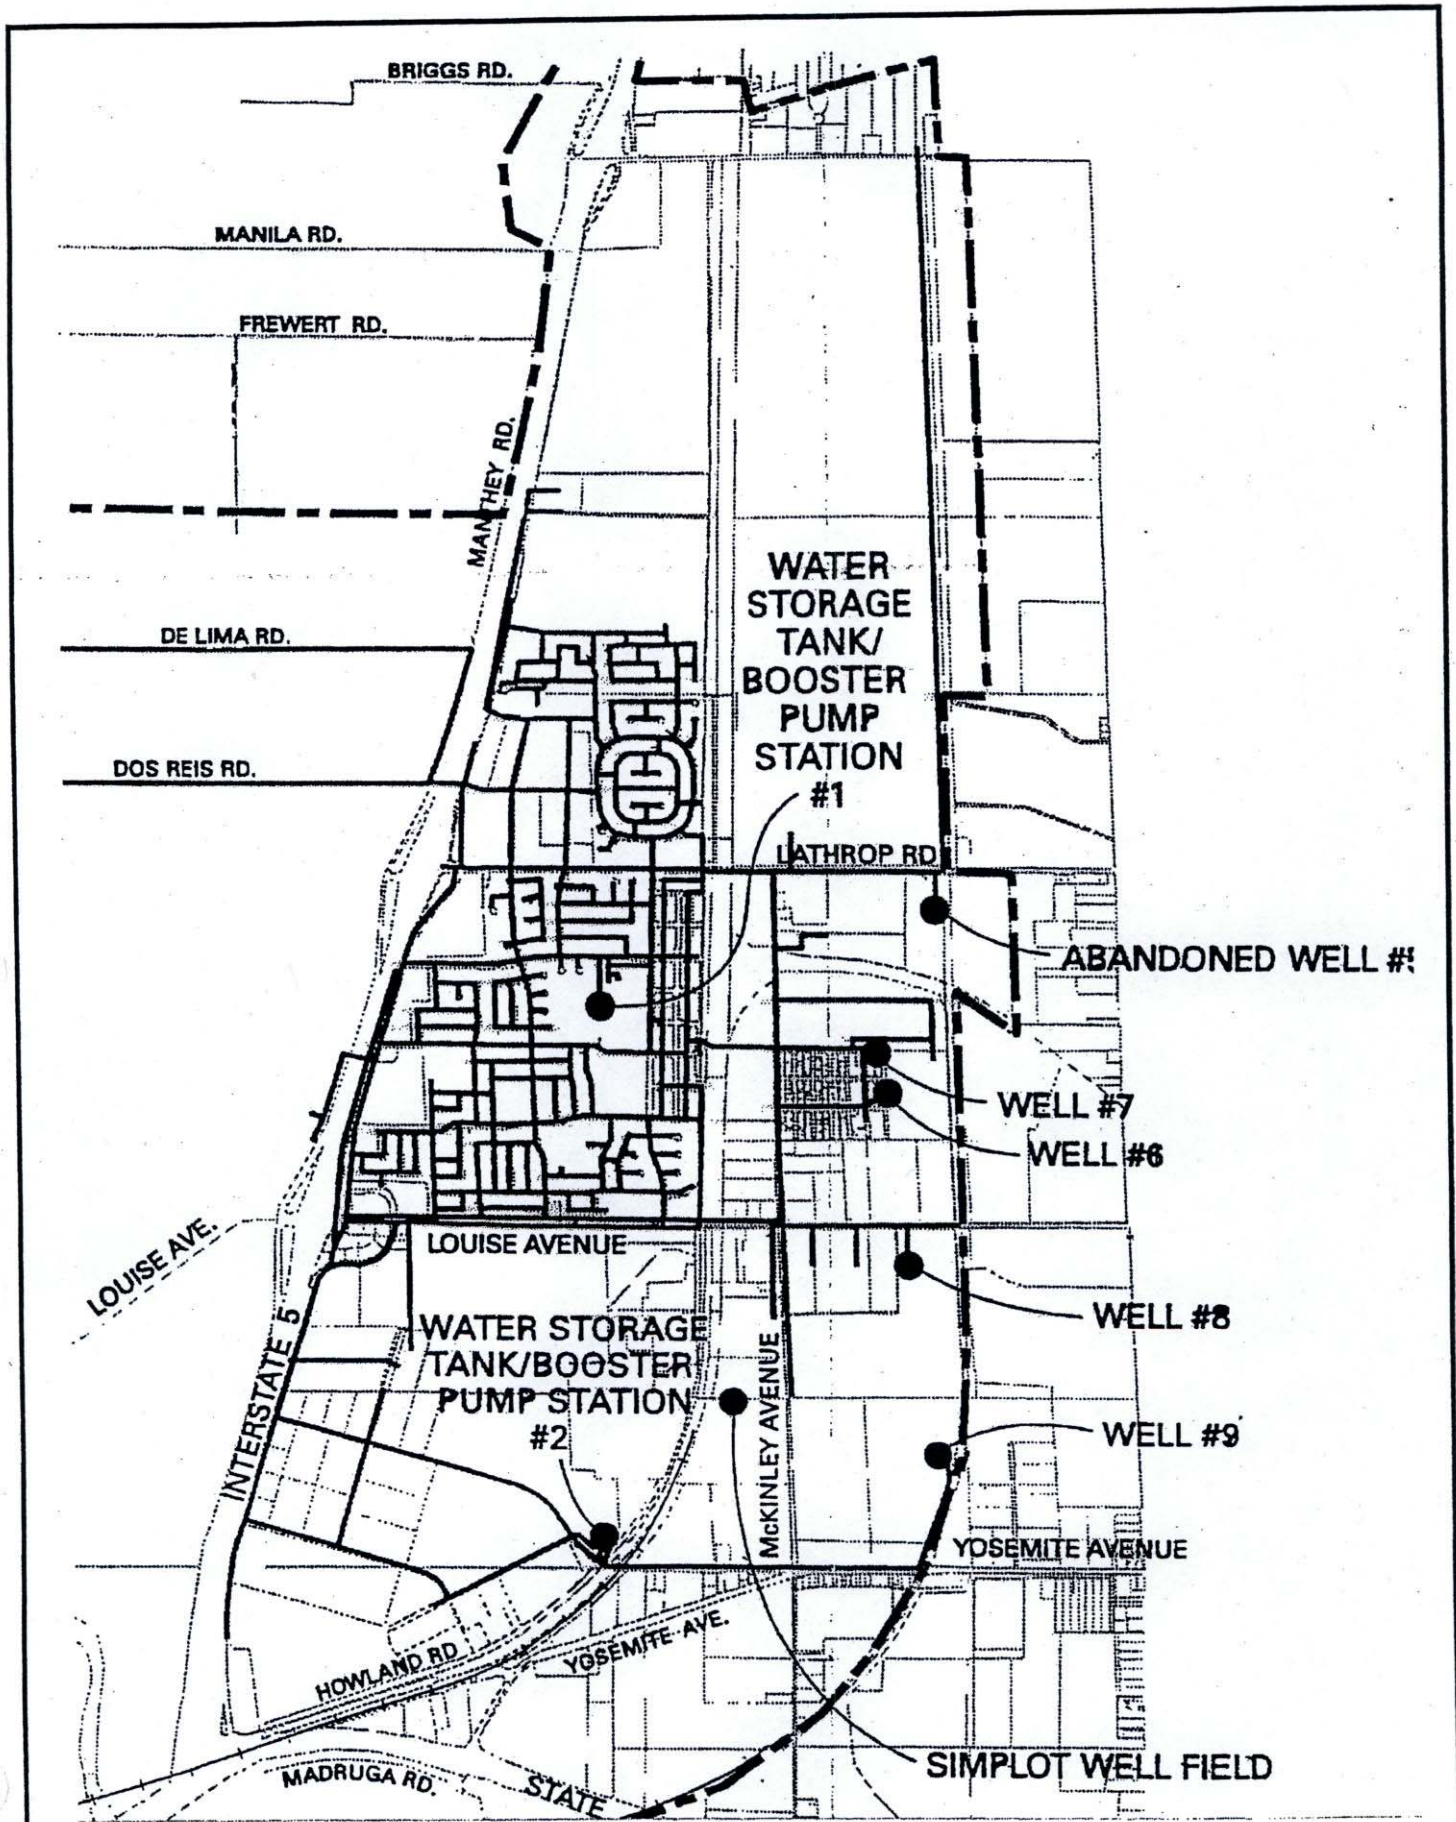 BRIGGS RD.
MANILA RD.
FREWERT RD.
MANTHEY RD.
WATER
STORAGE
TANK/
BOOSTER
PUMP
STATION
#1
DE LIMA RD.
DOS REIS RD.
LATHROP RD
ABANDONED WELL
WELL #7
WELL #6
LOUISE AVE.
LOUISE AVENUE
WELL #8
INTERSTATE 5
WATER STORAGE
TANK/BOOSTER
PUMP STATION
#2
McKINLEY AVENUE
WELL #9
YOSEMITE AVENUE
HOWLAND RD
YOSEMITE AVE.
SIMPLOT WELL FIELD
MADRUGA RD.
STATE